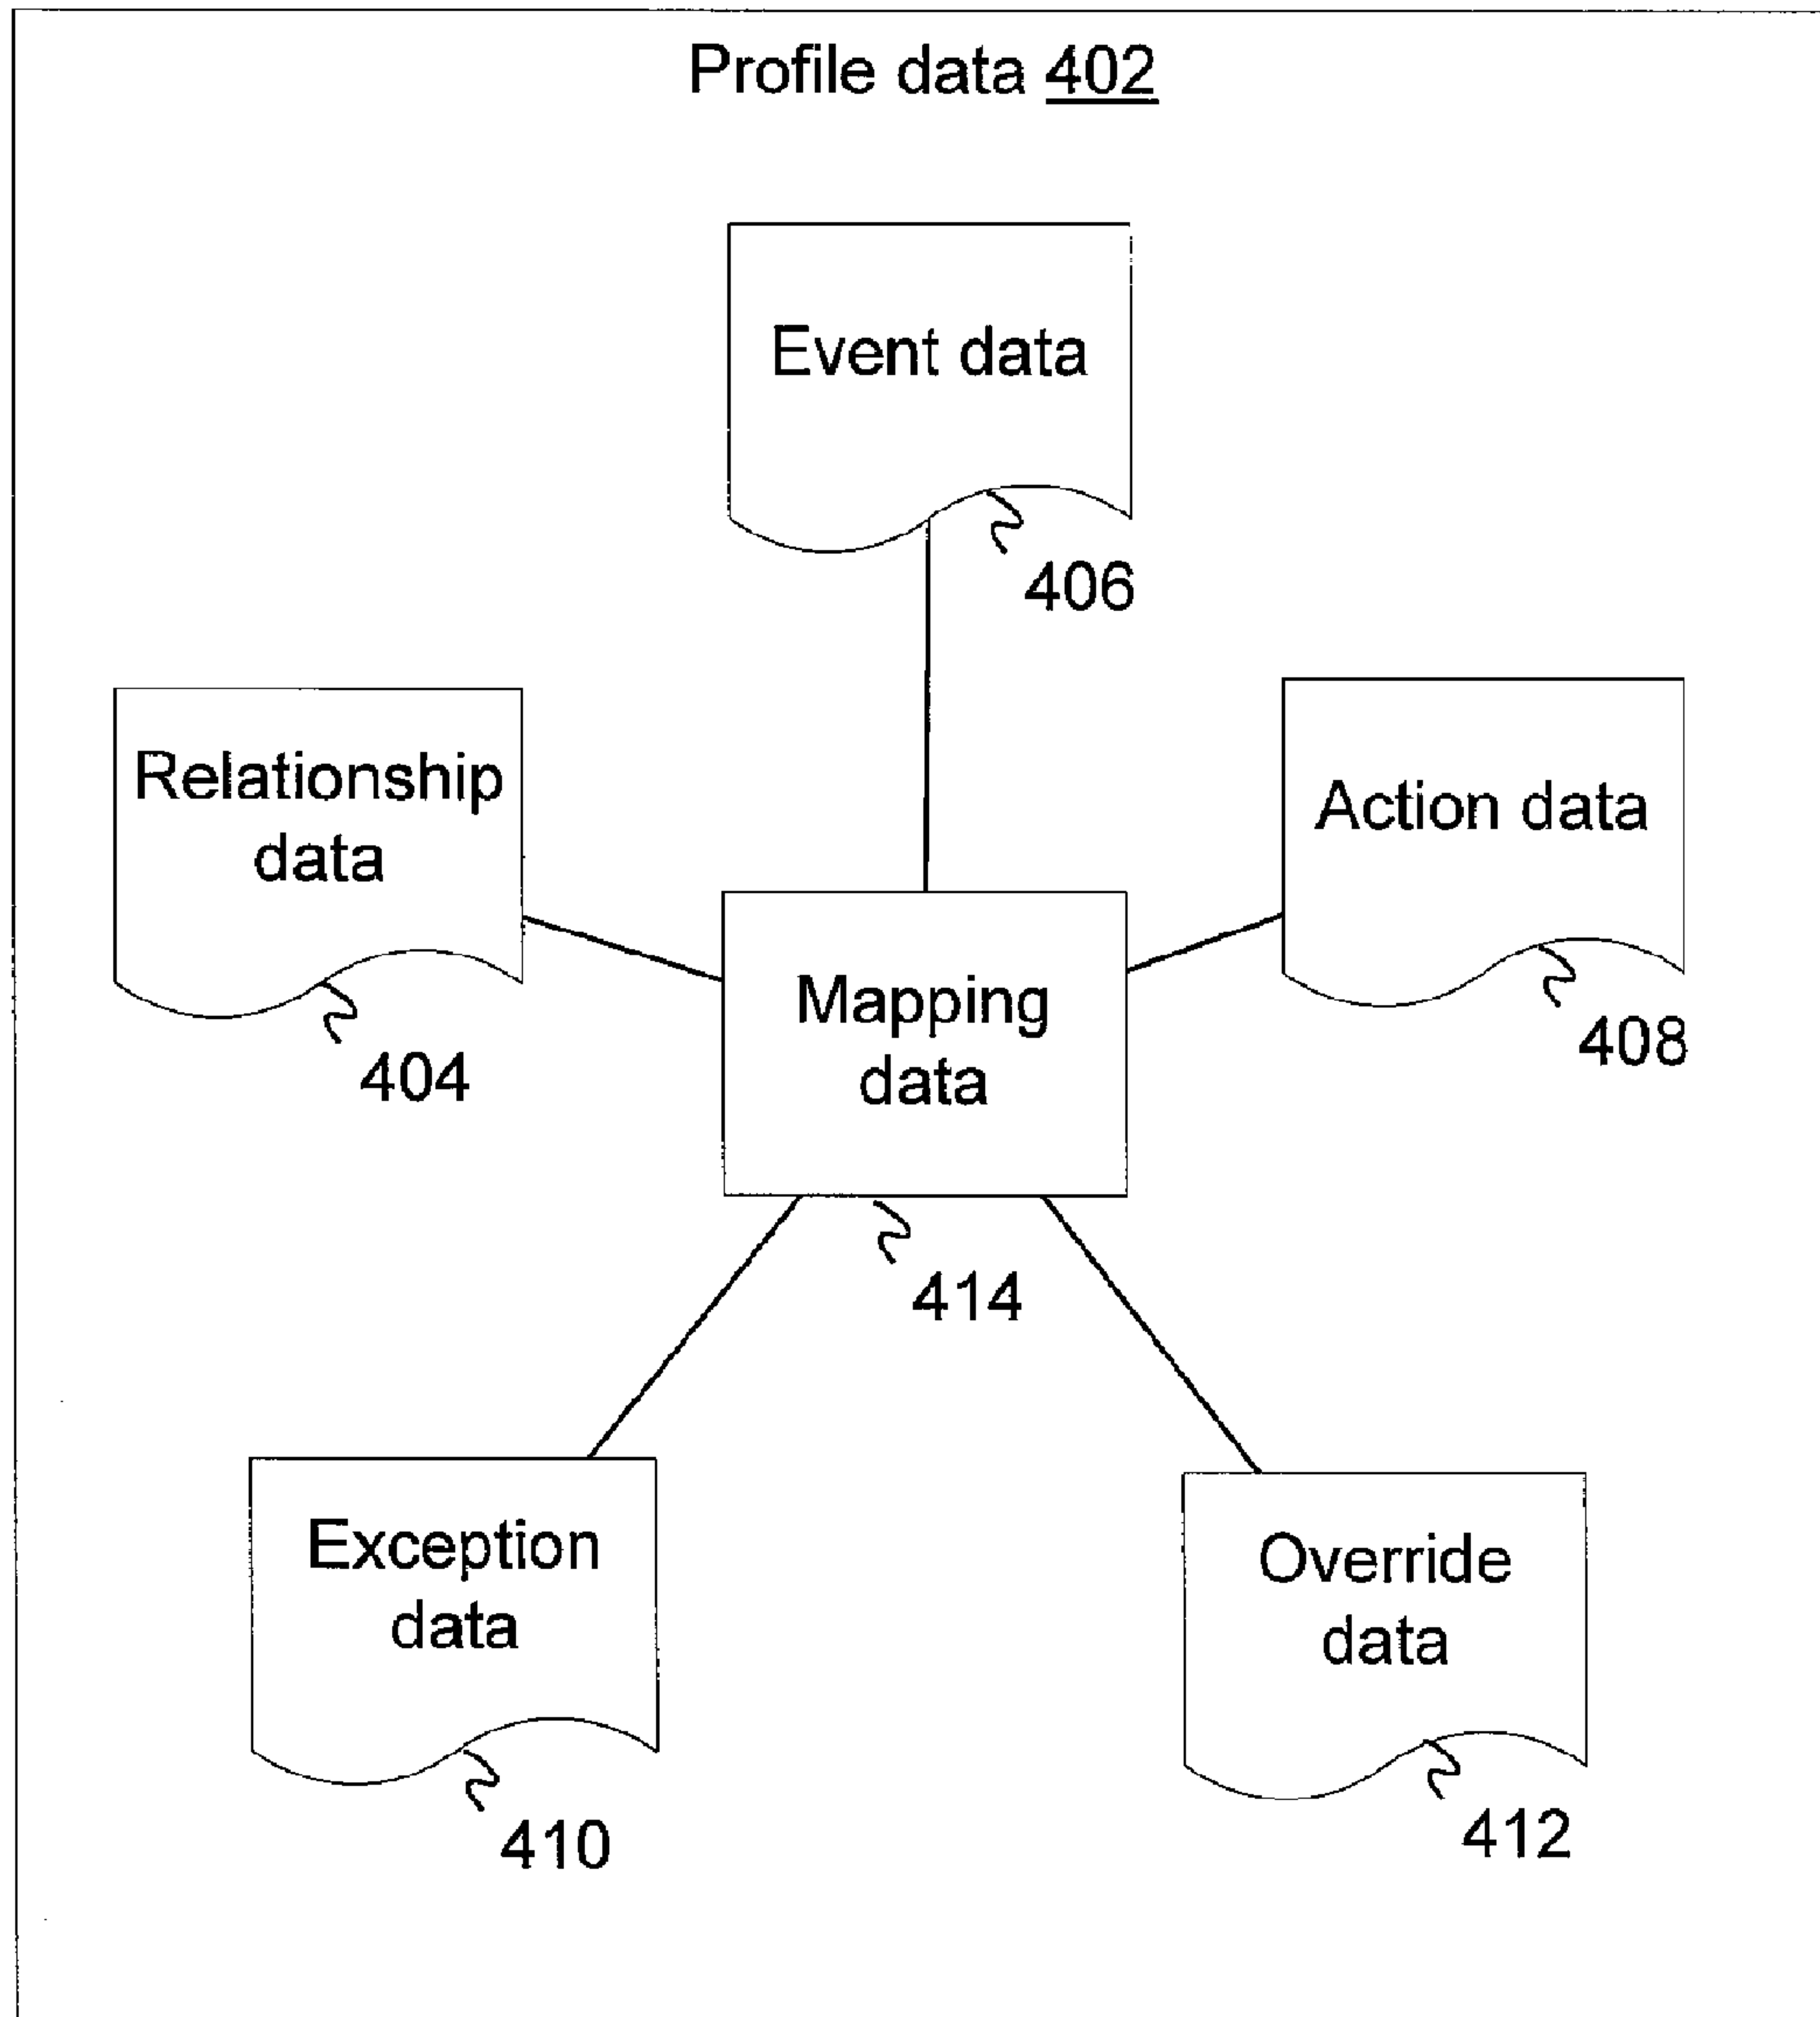 Profile data 402
Event data
406
Relationship
data
404
Action data
408
Mapping
data
414
Exception
data
410
Override
data
412